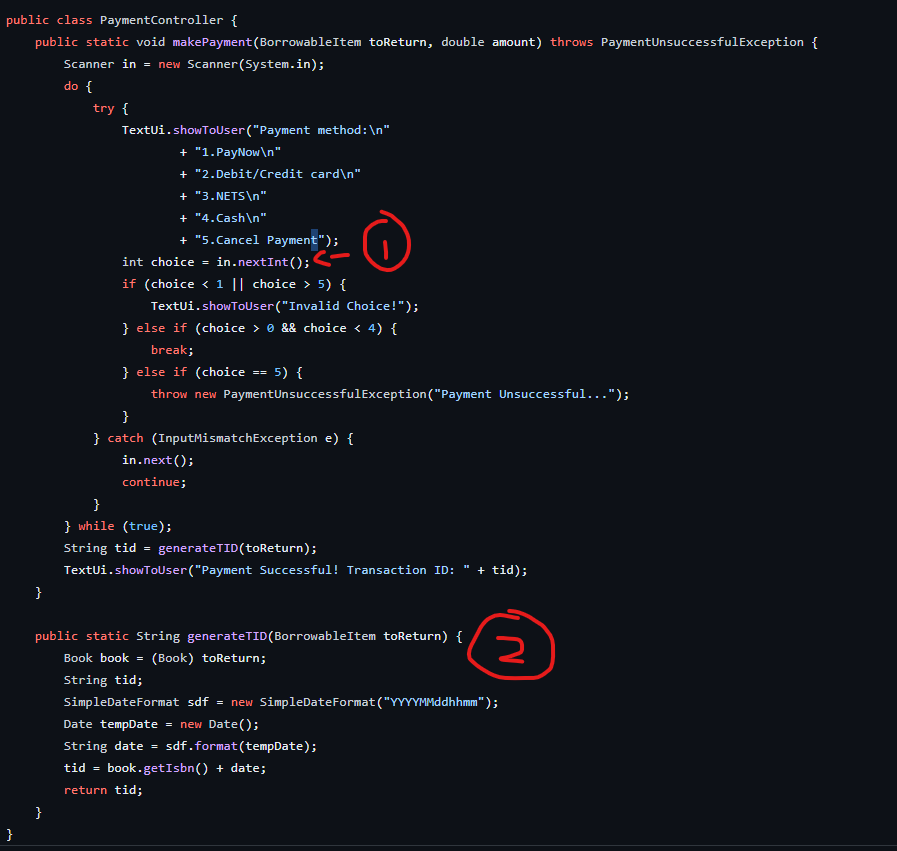 public class PaymentController {
    public static void makePayment(BorrowableItem toReturn, double amount) throws PaymentUnsuccessfulException {
        Scanner in = new Scanner(System.in);
        do {
            try {
                TextUi.showToUser("Payment method:\n"
                        + "1.PayNow\n"
                        + "2.Debit/Credit card\n"
                        + "3.NETS\n"
                        + "4.Cash\n"
                        + "5.Cancel Payment");
1
                int choice = in.nextInt();
                if (choice < 1 || choice > 5) {
                    TextUi.showToUser("Invalid Choice!");
                } else if (choice > 0 && choice < 4) {
                    break;
                } else if (choice == 5) {
                    throw new PaymentUnsuccessfulException("Payment Unsuccessful...");
                }
            } catch (InputMismatchException e) {
                in.next();
                continue;
            }
        } while (true);
        String tid = generateTID(toReturn);
        TextUi.showToUser("Payment Successful! Transaction ID: " + tid);
    }
    public static String generateTID(BorrowableItem toReturn) {
2
        Book book = (Book) toReturn;
        String tid;
        SimpleDateFormat sdf = new SimpleDateFormat("YYYYMMddhhmm");
        Date tempDate = new Date();
        String date = sdf.format(tempDate);
        tid = book.getIsbn() + date;
        return tid;
    }
}